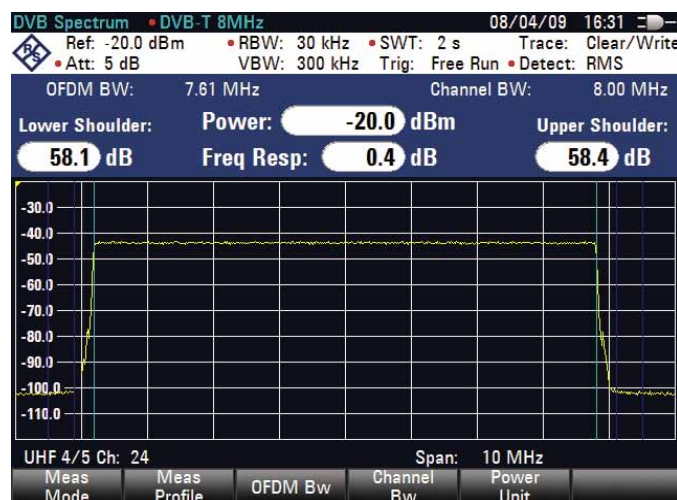 DVB Spectrum • DVB-T 8MHz 08/04/09 16:31
Ref: -20.0 dBm • RBW: 30 kHz • SWT: 2 s Trace: Clear/Write
• Att: 5 dB VBW: 300 kHz Trig: Free Run • Detect: RMS
OFDM BW: 7.61 MHz Channel BW: 8.00 MHz
Lower Shoulder: Power: -20.0 dBm Upper Shoulder:
58.1 dB Freq Resp: 0.4 dB 58.4 dB
-30.0
-40.0
-50.0
-60.0
-70.0
-80.0
-90.0
-100.0
-110.0
UHF 4/5 Ch: 24 Span: 10 MHz
Meas Mode Meas Profile OFDM Bw Channel Bw Power Unit